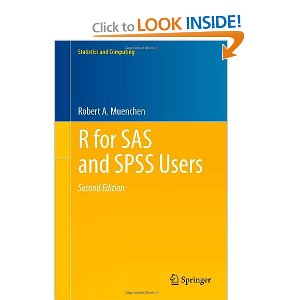 Click to LOOK INSIDE!
Statistics and Computing
Robert A. Muenchen
R for SAS
and SPSS Users
Second Edition
Springer